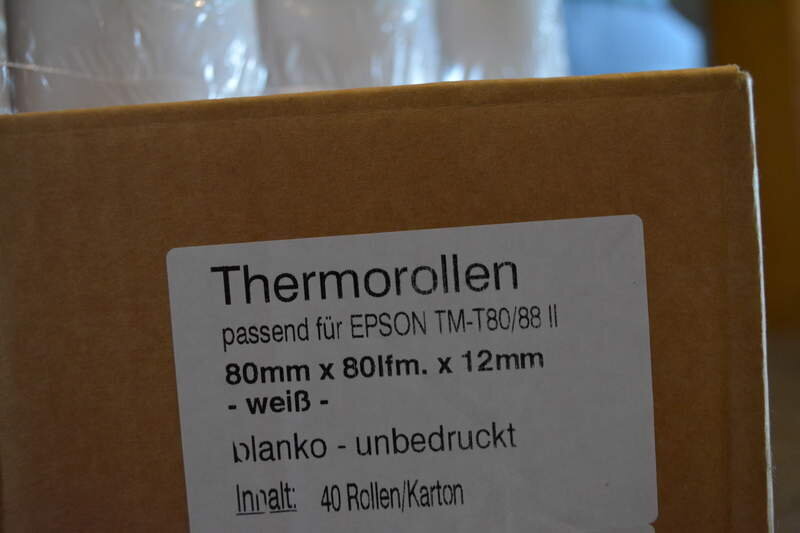 Thermorollen
passend für EPSON TM-T80/88 II
80mm x 80lfm. x 12mm
- weiß -
blanko - unbedruckt
Inhalt: 40 Rollen/Karton